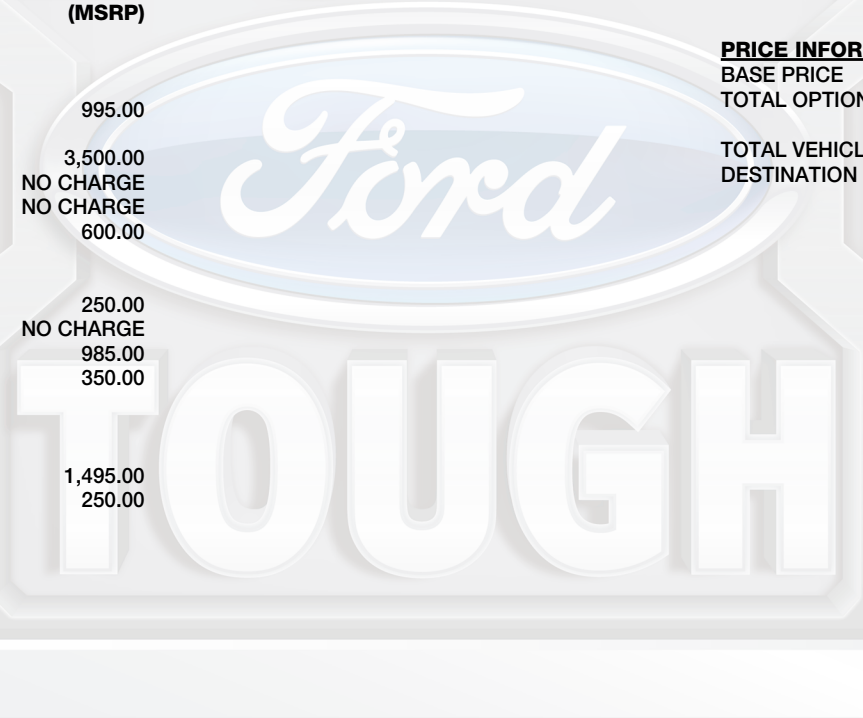 (MSRP)
995.00
3,500.00
NO CHARGE
NO CHARGE
600.00
250.00
NO CHARGE
985.00
350.00
1,495.00
250.00
PRICE INFOR
BASE PRICE
TOTAL OPTION
TOTAL VEHICL
DESTINATION
Ford
TOUGH